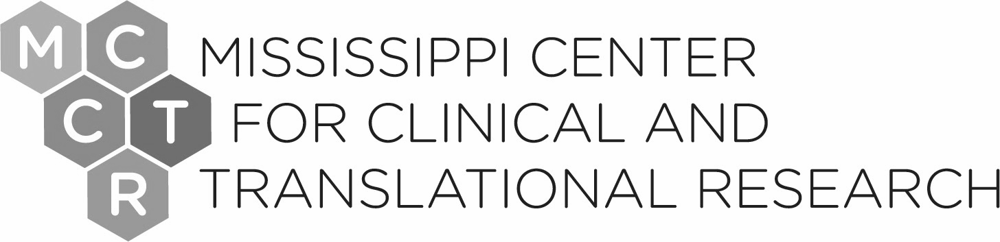 M C
C T
R
MISSISSIPPI CENTER
FOR CLINICAL AND
TRANSLATIONAL RESEARCH